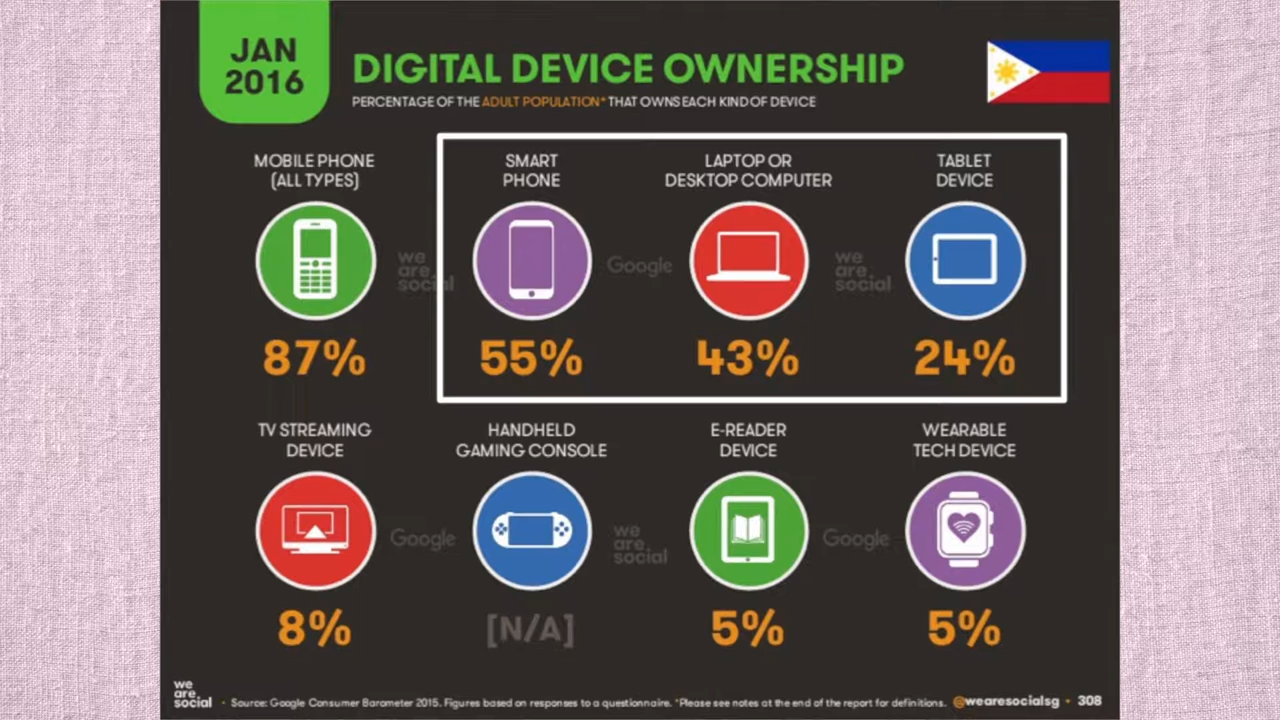 JAN
2016
DIGITAL DEVICE OWNERSHIP
PERCENTAGE OF THE ADULT POPULATION* THAT OWNS EACH KIND OF DEVICE
MOBILE PHONE
(ALL TYPES)
SMART
PHONE
LAPTOP OR
DESKTOP COMPUTER
TABLET
DEVICE
we
are
social
Google
we
are
social
87%
55%
43%
24%
TV STREAMING
DEVICE
HANDHELD
GAMING CONSOLE
E-READER
DEVICE
WEARABLE
TECH DEVICE
Google
we
are
social
Google
8%
[N/A]
5%
5%
we
are
social
• Source: Google Consumer Barometer 2015. Figures based on responses to a questionnaire. *Please see notes at the end of the report for definitions.
@wearesocialsg • 308